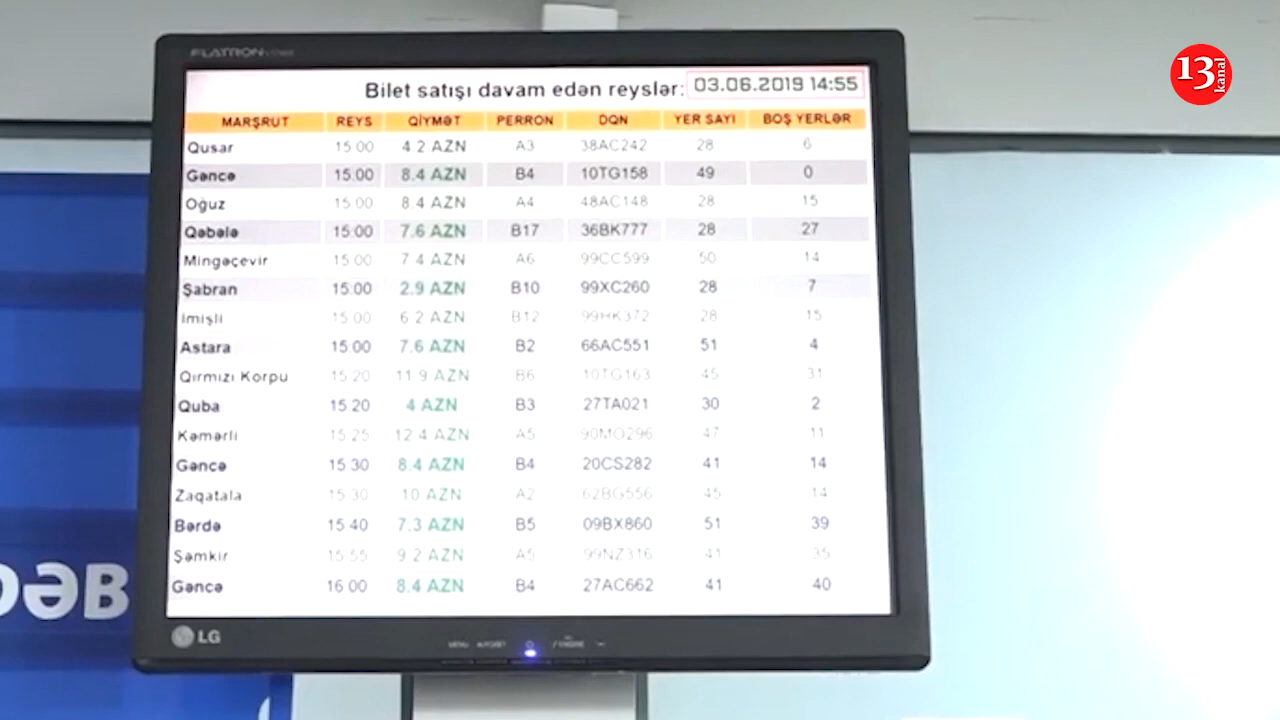 FLATRON
13 kanal
Bilet satışı davam edən reyslər: 03.06.2019 14:55
MARŞRUT REYS QİYMƏT PERRON DQN YER SAYI BOŞ YERLƏR
Qusar 15 00 4 2 AZN A3 38AC242 28 6
Gəncə 15:00 8.4 AZN B4 10TG158 49 0
Oğuz 15 00 8 4 AZN A4 48AC148 28 15
Qəbələ 15:00 7.6 AZN B17 36BK777 28 27
Mingəçevir 15 00 7 4 AZN A6 99CC599 50 14
Şabran 15:00 2.9 AZN B10 99XC260 28 7
İmişli 15 00 6 2 AZN B12 99HK372 28 15
Astara 15:00 7.6 AZN B2 66AC551 51 4
Qırmızı Korpu 15 20 11 9 AZN B6 10TG163 45 31
Quba 15 20 4 AZN B3 27TA021 30 2
Kəmərli 15 25 12 4 AZN A5 90MO296 47 11
Gəncə 15 30 8.4 AZN B4 20CS282 41 14
Zaqatala 15 30 10 AZN A2 62BG556 45 14
Bərdə 15 40 7.3 AZN B5 09BX860 51 39
Şəmkir 15 55 9 2 AZN A5 99NZ316 41 35
Gəncə 16 00 8.4 AZN B4 27AC662 41 40
LG